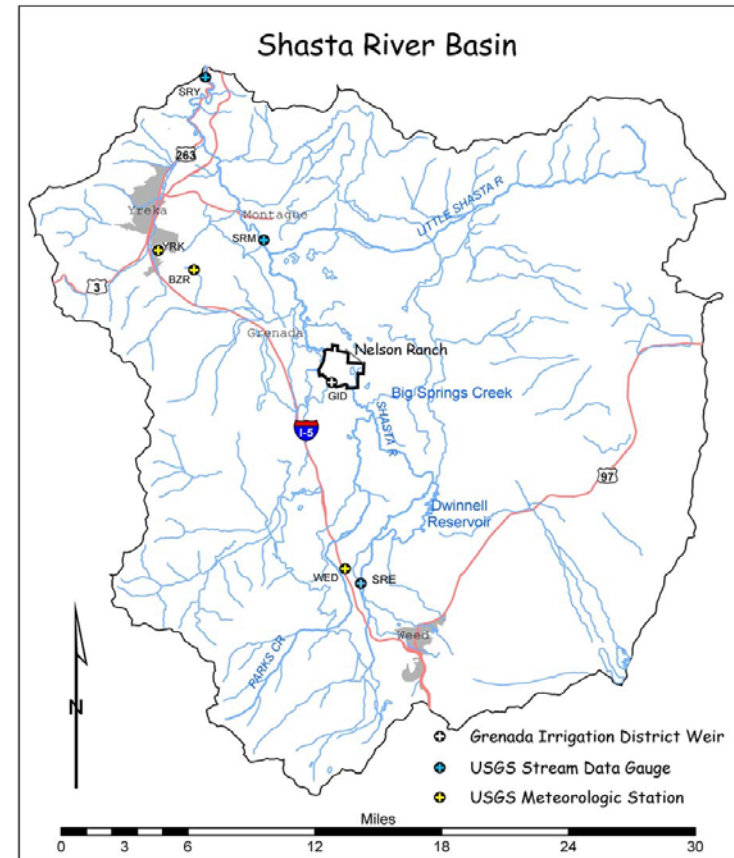 Shasta River Basin
SRY
263
Yreka
Montague
LITTLE SHASTA R
SRM
YRK
BZR
3
Grenada
Nelson Ranch
GID
Big Springs Creek
SHASTA R
I-5
97
Dwinnell
Reservoir
WED
SRE
Weed
PARKS CR
N
Grenada Irrigation District Weir
USGS Stream Data Gauge
USGS Meteorologic Station
Miles
0 3 6 12 18 24 30